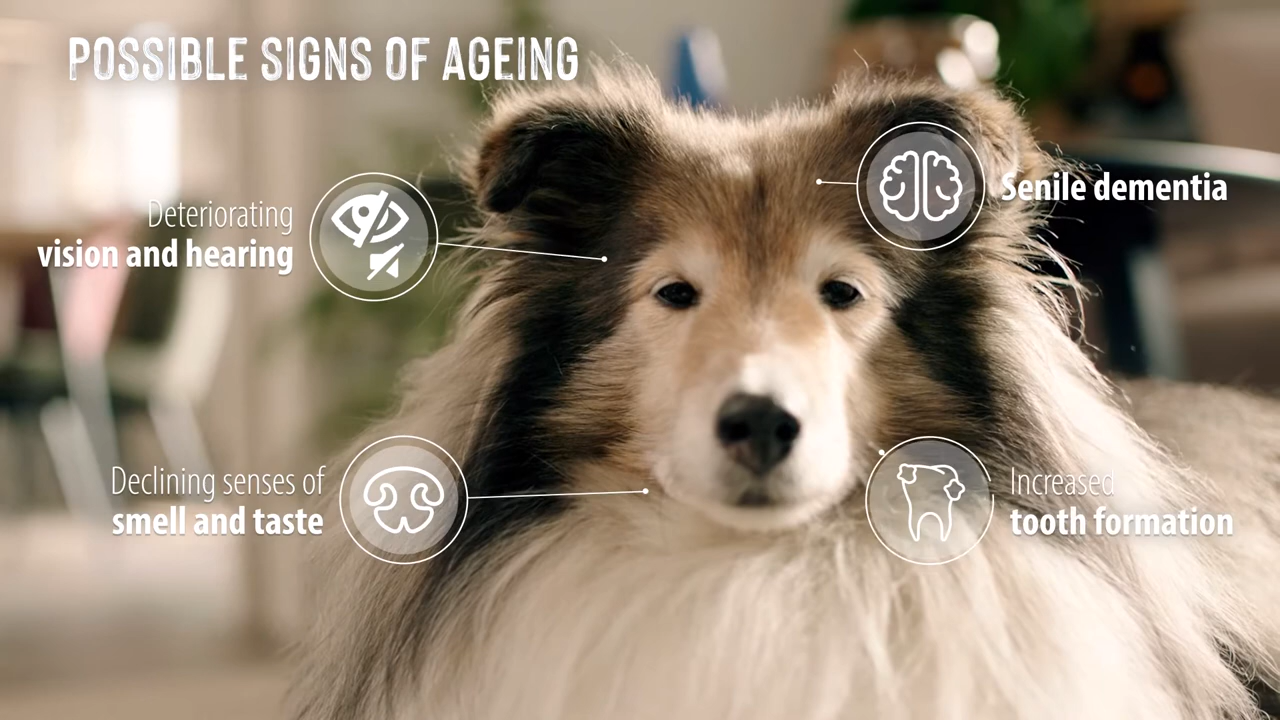 POSSIBLE SIGNS OF AGEING
Deteriorating
vision and hearing
Senile dementia
Declining senses of
smell and taste
Increased
tooth formation